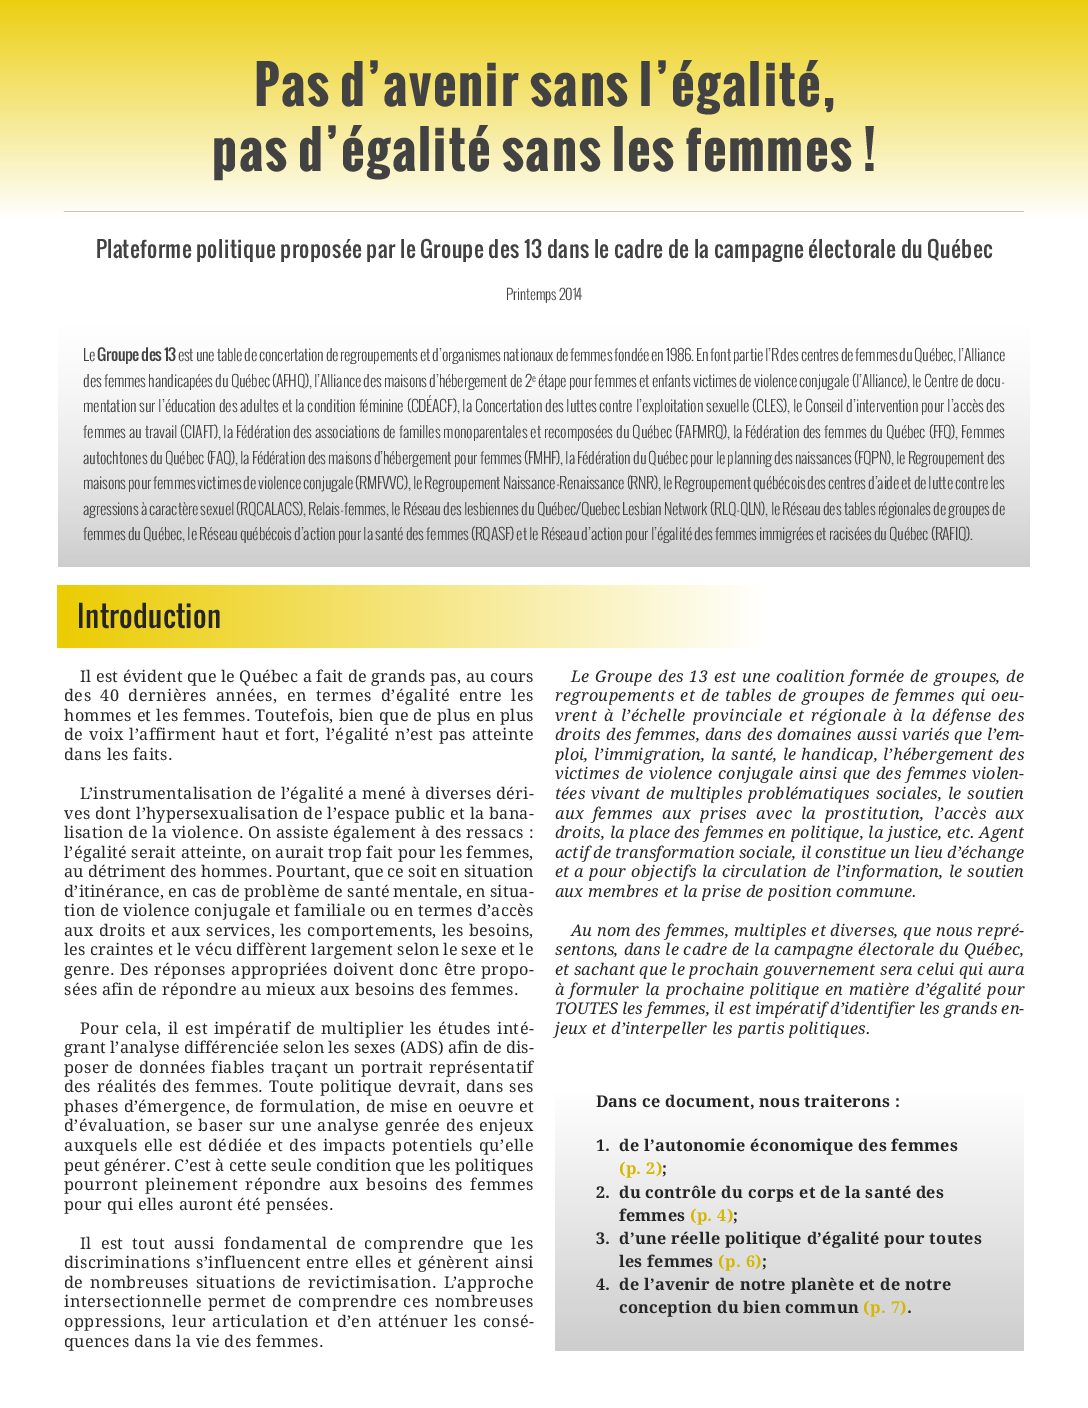 Pas d’avenir sans l’égalité,
pas d’égalité sans les femmes !
Plateforme politique proposée par le Groupe des 13 dans le cadre de la campagne électorale du Québec
Printemps 2014
Le Groupe des 13 est une table de concertation de regroupements et d’organismes nationaux de femmes fondée en 1986. En font partie l’R des centres de femmes du Québec, l’Alliance
des femmes handicapées du Québec (AFHQ), l’Alliance des maisons d’hébergement de 2e étape pour femmes et enfants victimes de violence conjugale (l’Alliance), le Centre de docu-
mentation sur l’éducation des adultes et la condition féminine (CDÉACF), la Concertation des luttes contre l’exploitation sexuelle (CLES), le Conseil d’intervention pour l’accès des
femmes au travail (CIAFT), la Fédération des associations de familles monoparentales et recomposées du Québec (FAFMRQ), la Fédération des femmes du Québec (FFQ), Femmes
autochtones du Québec (FAQ), la Fédération des maisons d’hébergement pour femmes (FMHF), la Fédération du Québec pour le planning des naissances (FQPN), le Regroupement des
maisons pour femmes victimes de violence conjugale (RMFVVC), le Regroupement Naissance-Renaissance (RNR), le Regroupement québécois des centres d’aide et de lutte contre les
agressions à caractère sexuel (RQCALACS), Relais-femmes, le Réseau des lesbiennes du Québec/Quebec Lesbian Network (RLQ-QLN), le Réseau des tables régionales de groupes de
femmes du Québec, le Réseau québécois d’action pour la santé des femmes (RQASF) et le Réseau d’action pour l’égalité des femmes immigrées et racisées du Québec (RAFIQ).
Introduction
Il est évident que le Québec a fait de grands pas, au cours
des 40 dernières années, en termes d’égalité entre les
hommes et les femmes. Toutefois, bien que de plus en plus
de voix l’affirment haut et fort, l’égalité n’est pas atteinte
dans les faits.
L’instrumentalisation de l’égalité a mené à diverses déri-
ves dont l’hypersexualisation de l’espace public et la bana-
lisation de la violence. On assiste également à des ressacs :
l’égalité serait atteinte, on aurait trop fait pour les femmes,
au détriment des hommes. Pourtant, que ce soit en situation
d’itinérance, en cas de problème de santé mentale, en situa-
tion de violence conjugale et familiale ou en termes d’accès
aux droits et aux services, les comportements, les besoins,
les craintes et le vécu diffèrent largement selon le sexe et le
genre. Des réponses appropriées doivent donc être propo-
sées afin de répondre au mieux aux besoins des femmes.
Pour cela, il est impératif de multiplier les études inté-
grant l’analyse différenciée selon les sexes (ADS) afin de dis-
poser de données fiables traçant un portrait représentatif
des réalités des femmes. Toute politique devrait, dans ses
phases d’émergence, de formulation, de mise en oeuvre et
d’évaluation, se baser sur une analyse genrée des enjeux
auxquels elle est dédiée et des impacts potentiels qu’elle
peut générer. C’est à cette seule condition que les politiques
pourront pleinement répondre aux besoins des femmes
pour qui elles auront été pensées.
Il est tout aussi fondamental de comprendre que les
discriminations s’influencent entre elles et génèrent ainsi
de nombreuses situations de revictimisation. L’approche
intersectionnelle permet de comprendre ces nombreuses
oppressions, leur articulation et d’en atténuer les consé-
quences dans la vie des femmes.
Le Groupe des 13 est une coalition formée de groupes, de
regroupements et de tables de groupes de femmes qui oeu-
vrent à l’échelle provinciale et régionale à la défense des
droits des femmes, dans des domaines aussi variés que l’em-
ploi, l’immigration, la santé, le handicap, l’hébergement des
victimes de violence conjugale ainsi que des femmes violen-
tées vivant de multiples problématiques sociales, le soutien
aux femmes aux prises avec la prostitution, l’accès aux
droits, la place des femmes en politique, la justice, etc. Agent
actif de transformation sociale, il constitue un lieu d’échange
et a pour objectifs la circulation de l’information, le soutien
aux membres et la prise de position commune.
Au nom des femmes, multiples et diverses, que nous repré-
sentons, dans le cadre de la campagne électorale du Québec,
et sachant que le prochain gouvernement sera celui qui aura
à formuler la prochaine politique en matière d’égalité pour
TOUTES les femmes, il est impératif d’identifier les grands en-
jeux et d’interpeller les partis politiques.
Dans ce document, nous traiterons :
1. de l’autonomie économique des femmes
(p. 2);
2. du contrôle du corps et de la santé des
femmes (p. 4);
3. d’une réelle politique d’égalité pour toutes
les femmes (p. 6);
4. de l’avenir de notre planète et de notre
conception du bien commun (p. 7).